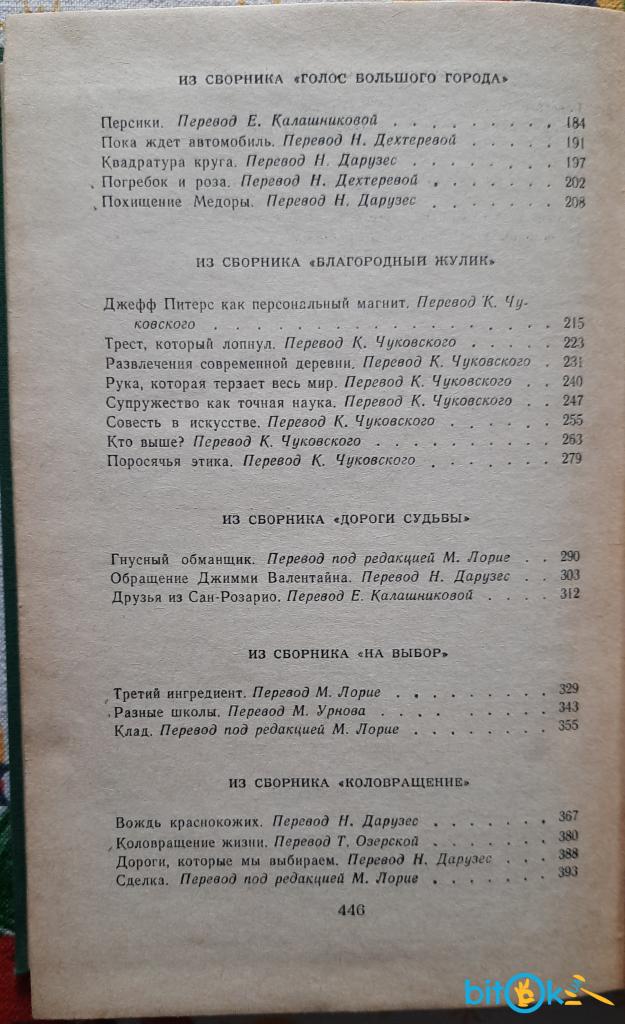 ИЗ СБОРНИКА «ГОЛОС БОЛЬШОГО ГОРОДА»
Персики. Перевод Е. Калашниковой . . . . . . . . . 184
Пока ждет автомобиль. Перевод Н. Дехтеревой . . . . . 191
Квадратура круга. Перевод Н. Дарузес . . . . . . . . 197
Погребок и роза. Перевод Н. Дехтеревой . . . . . . . 202
Похищение Медоры. Перевод Н. Дарузес . . . . . . . 208
ИЗ СБОРНИКА «БЛАГОРОДНЫЙ ЖУЛИК»
Джефф Питерс как персональный магнит. Перевод К. Чу-
ковского . . . . . . . . . . . . . . . . . . 215
Трест, который лопнул. Перевод К. Чуковского . . . . . 223
Развлечения современной деревни. Перевод К. Чуковского . 231
Рука, которая терзает весь мир. Перевод К. Чуковского . . 240
Супружество как точная наука. Перевод К. Чуковского . . 247
Совесть в искусстве. Перевод К. Чуковского . . . . . . 255
Кто выше? Перевод К. Чуковского . . . . . . . . . 263
Поросячья этика. Перевод К. Чуковского . . . . . . . 279
ИЗ СБОРНИКА «ДОРОГИ СУДЬБЫ»
Гнусный обманщик. Перевод под редакцией М. Лорие . . 290
Обращение Джимми Валентайна. Перевод Н. Дарузес . . 303
Друзья из Сан-Розарио. Перевод Е. Калашниковой . . . . 312
ИЗ СБОРНИКА «НА ВЫБОР»
Третий ингредиент. Перевод М. Лорие . . . . . . . . 329
Разные школы. Перевод М. Урнова . . . . . . . . . 343
Клад. Перевод под редакцией М. Лорие . . . . . . . 355
ИЗ СБОРНИКА «КОЛОВРАЩЕНИЕ»
Вождь краснокожих. Перевод Н. Дарузес . . . . . . . 367
Коловращение жизни. Перевод Т. Озерской . . . . . . 380
Дороги, которые мы выбираем. Перевод Н. Дарузес . . . 388
Сделка. Перевод под редакцией М. Лорие . . . . . . . 393
446
bitOk